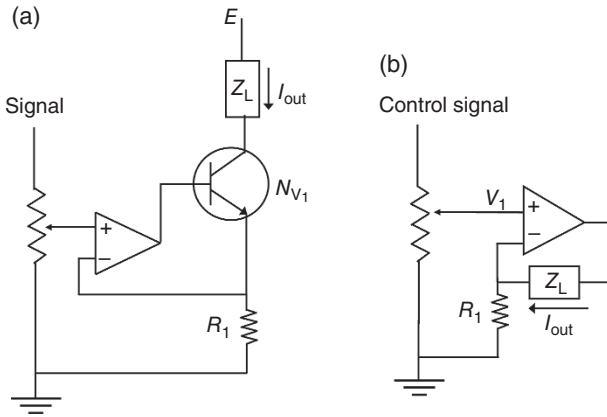 (a)
E
Z_L
I_out
Signal
N_V1
+
−
R_1
(b)
Control signal
V_1
+
−
Z_L
R_1
I_out